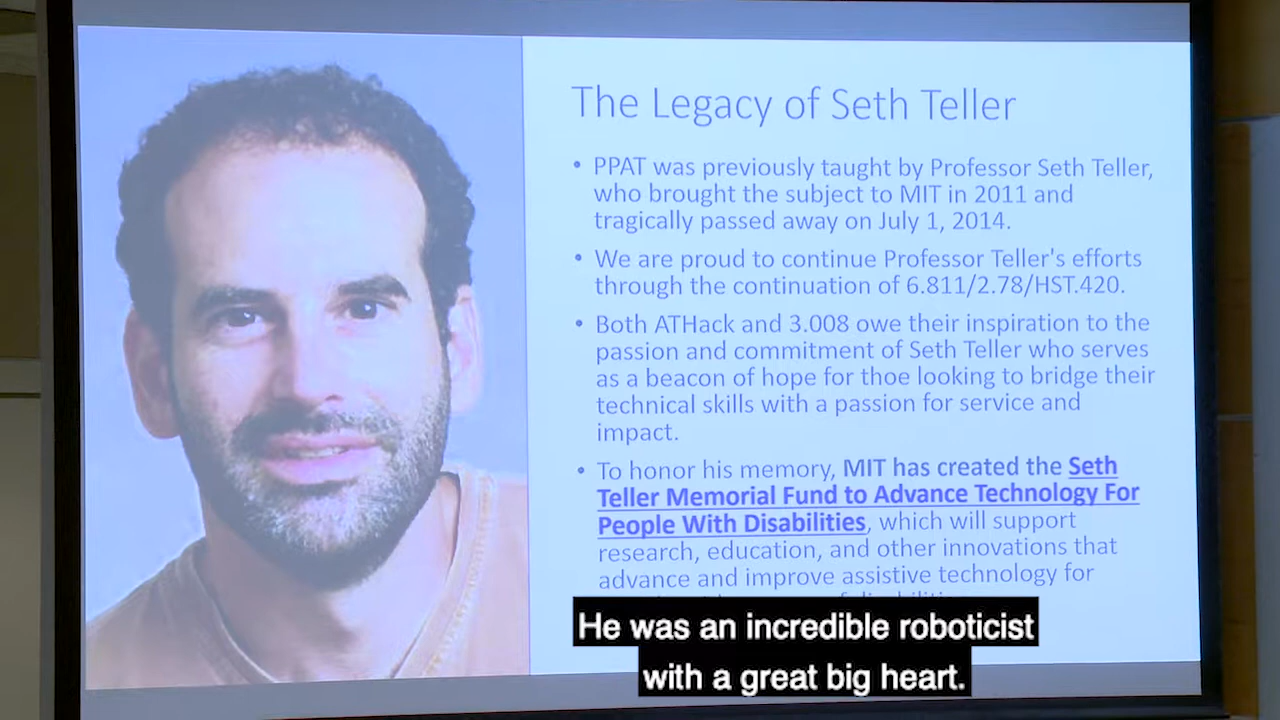 The Legacy of Seth Teller
• PPAT was previously taught by Professor Seth Teller,
who brought the subject to MIT in 2011 and
tragically passed away on July 1, 2014.
• We are proud to continue Professor Teller's efforts
through the continuation of 6.811/2.78/HST.420.
• Both ATHack and 3.008 owe their inspiration to the
passion and commitment of Seth Teller who serves
as a beacon of hope for thoe looking to bridge their
technical skills with a passion for service and
impact.
• To honor his memory, MIT has created the Seth
Teller Memorial Fund to Advance Technology For
People With Disabilities, which will support
research, education, and other innovations that
advance and improve assistive technology for
He was an incredible roboticist
with a great big heart.